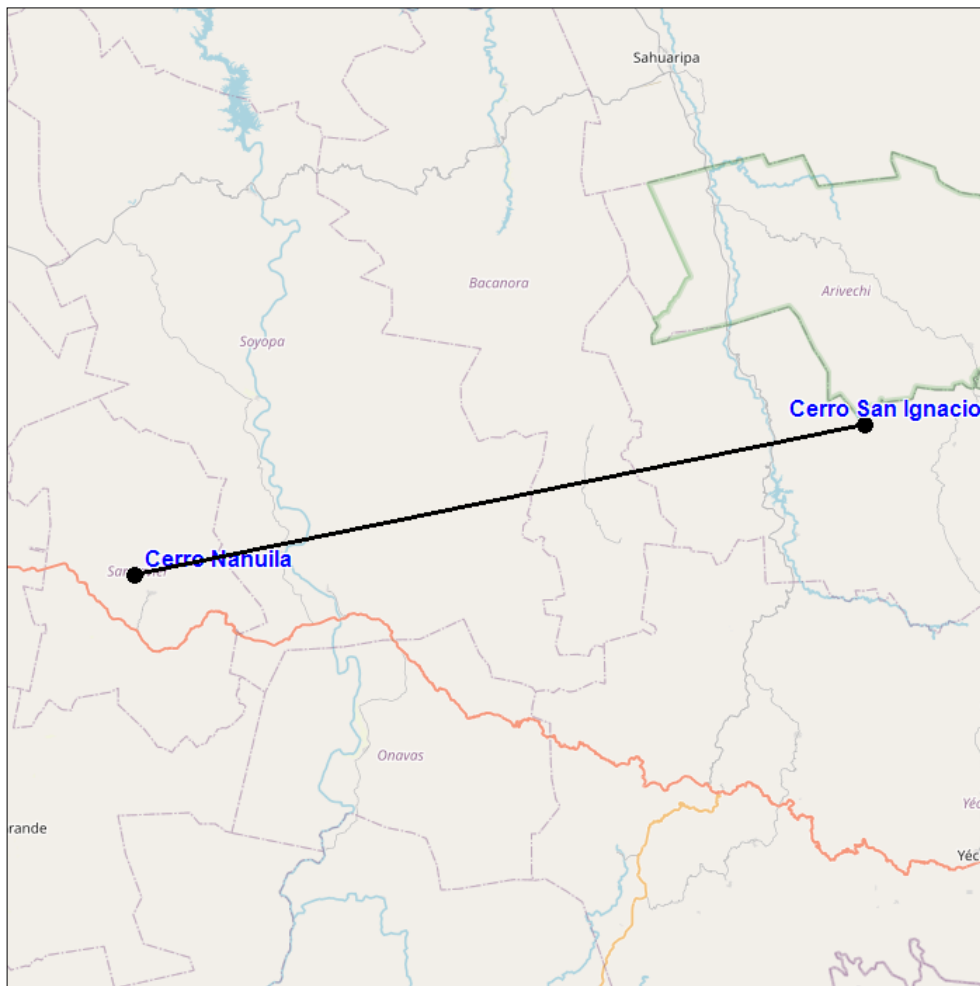 Sahuaripa
Bacanora
Arivechi
Soyopa
Cerro San Ignacio
Cerro Nahuila
Onavas
rande
Yéc
Yéc